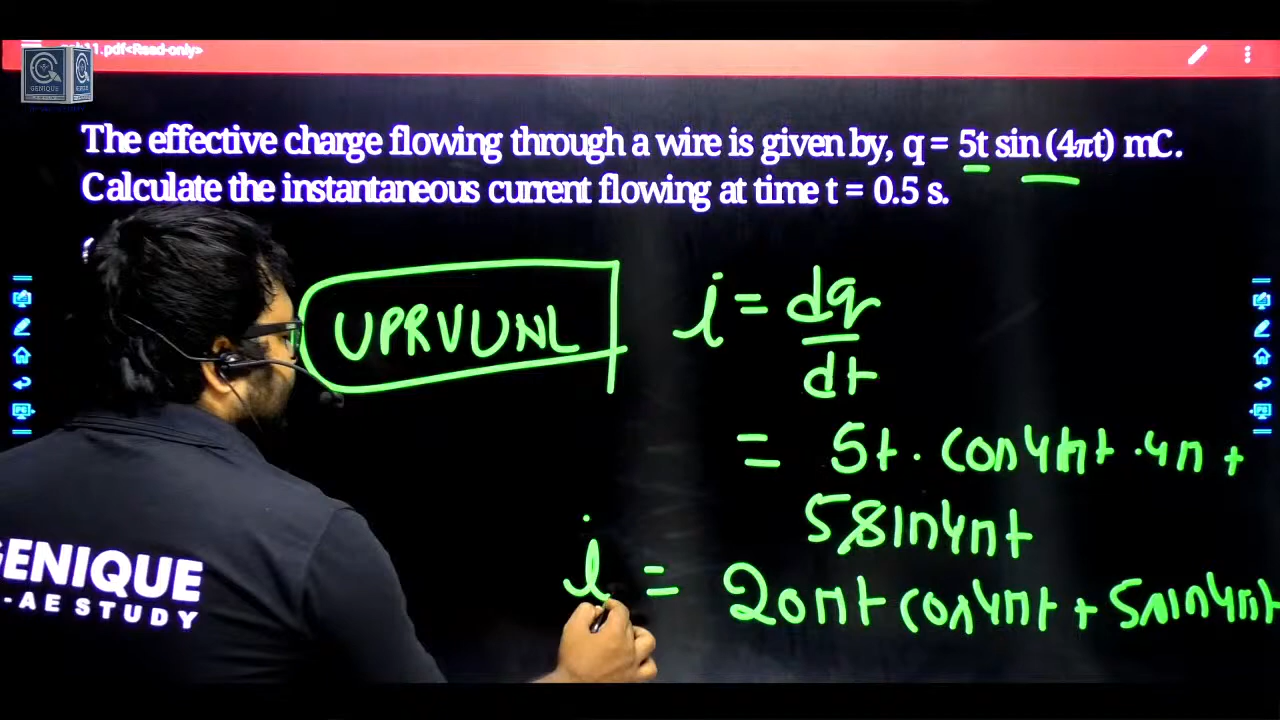 GENIQUE
The effective charge flowing through a wire is given by, q = 5t sin (4πt) mC.
Calculate the instantaneous current flowing at time t = 0.5 s.
UPRVUNL
i = dq
dt
= 5t · cos4πt · 4π +
5sin4πt
i = 20πt cos4πt + 5sin4πt
GENIQUE
AE STUDY